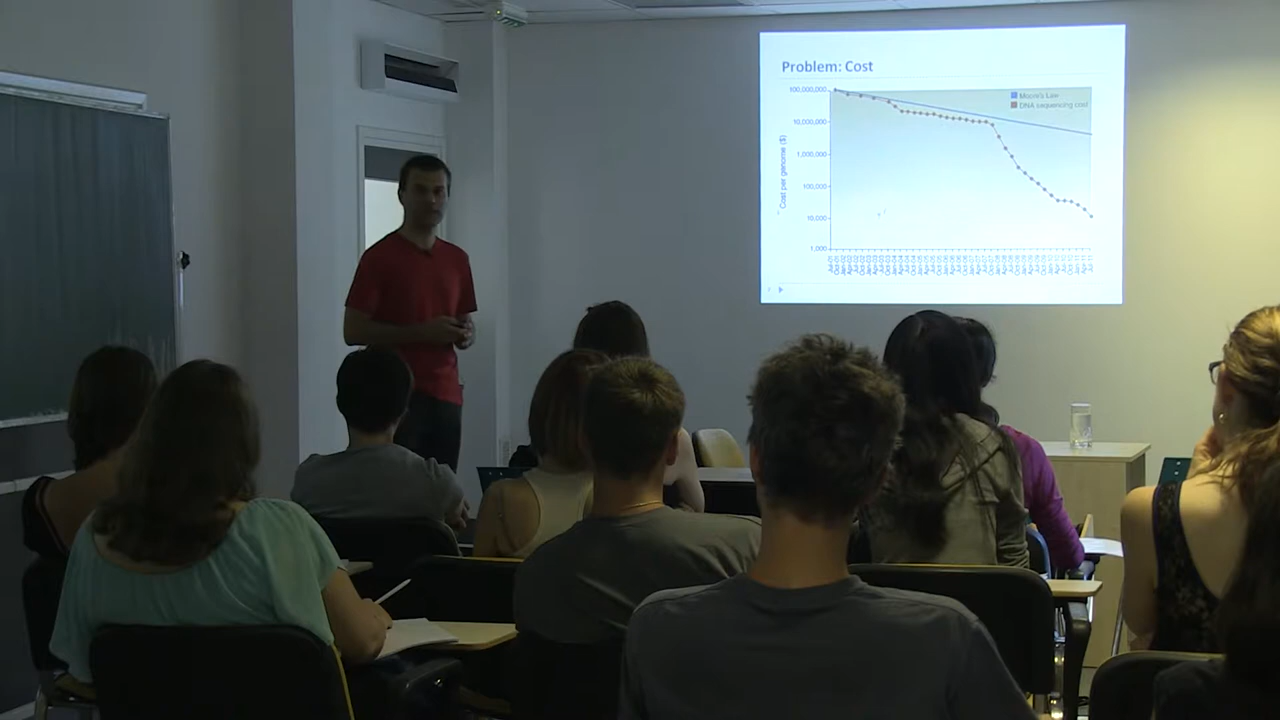 Problem: Cost
100,000,000
10,000,000
1,000,000
100,000
10,000
1,000
Cost per genome ($)
Moore's Law
DNA sequencing cost